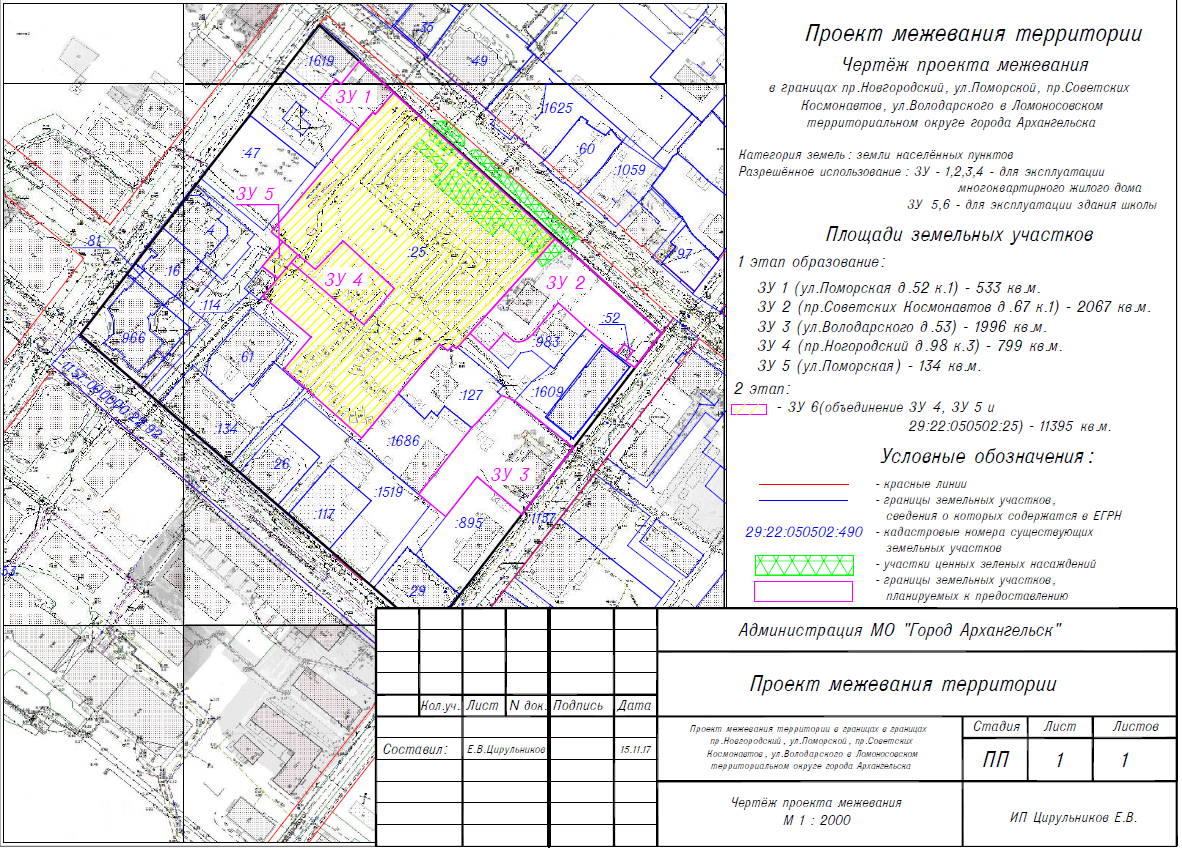 Проект межевания территории
Чертёж проекта межевания
в границах пр.Новгородский, ул.Поморской, пр.Советских
Космонавтов, ул.Володарского в Ломоносовском
территориальном округе города Архангельска
Категория земель: земли населённых пунктов
Разрешённое использование: ЗУ - 1,2,3,4 - для эксплуатации
многоквартирного жилого дома
ЗУ 5,6 - для эксплуатации здания школы
Площади земельных участков
1 этап образование:
ЗУ 1 (ул.Поморская д.52 к.1) - 533 кв.м.
ЗУ 2 (пр.Советских Космонавтов д.67 к.1) - 2067 кв.м.
ЗУ 3 (ул.Володарского д.53) - 1996 кв.м.
ЗУ 4 (пр.Ногородский д.98 к.3) - 799 кв.м.
ЗУ 5 (ул.Поморская) - 134 кв.м.
2 этап:
- ЗУ 6(объединение ЗУ 4, ЗУ 5 и
29:22:050502:25) - 11395 кв.м.
Условные обозначения:
- красные линии
- границы земельных участков,
сведения о которых содержатся в ЕГРН
29:22:050502:490 - кадастровые номера существующих
земельных участков
- участки ценных зеленых насаждений
- границы земельных участков,
планируемых к предоставлению
:35
:1619
:49
ЗУ 1
:1625
:47
:60
:1059
ЗУ 5
:4
:81
:25
:97
:16
ЗУ 4
ЗУ 2
:114
:52
:966
:983
:61
:127
:1609
:134
:1686
:26
ЗУ 3
:1519
:117
:895
:1157
:53
:29
Администрация МО "Город Архангельск"
Проект межевания территории
Кол.уч. Лист N док. Подпись Дата
Составил: Е.В.Цирульников 15.11.17
Проект межевания территории в границах в границах
пр.Новгородский, ул.Поморской, пр.Советских
Космонавтов, ул.Володарского в Ломоносовском
территориальном округе города Архангельска
Стадия Лист Листов
ПП 1 1
Чертёж проекта межевания
М 1 : 2000
ИП Цирульников Е.В.